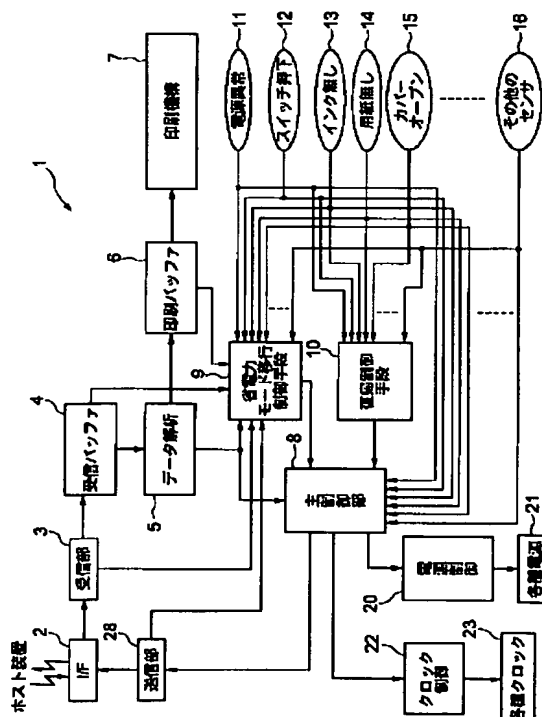 1
ホスト装置
2
I/F
3
受信部
4
受信バッファ
5
データ解析
6
印刷バッファ
7
印刷機構
28
送信部
9
省電力
モード移行
制御手段
10
復帰制御
手段
8
主制御部
11
電源異常
12
スイッチ押下
13
インク無し
14
用紙無し
15
カバー
オープン
16
その他の
センサ
20
電源制御
21
各種電源
22
クロック
制御
23
各種クロック